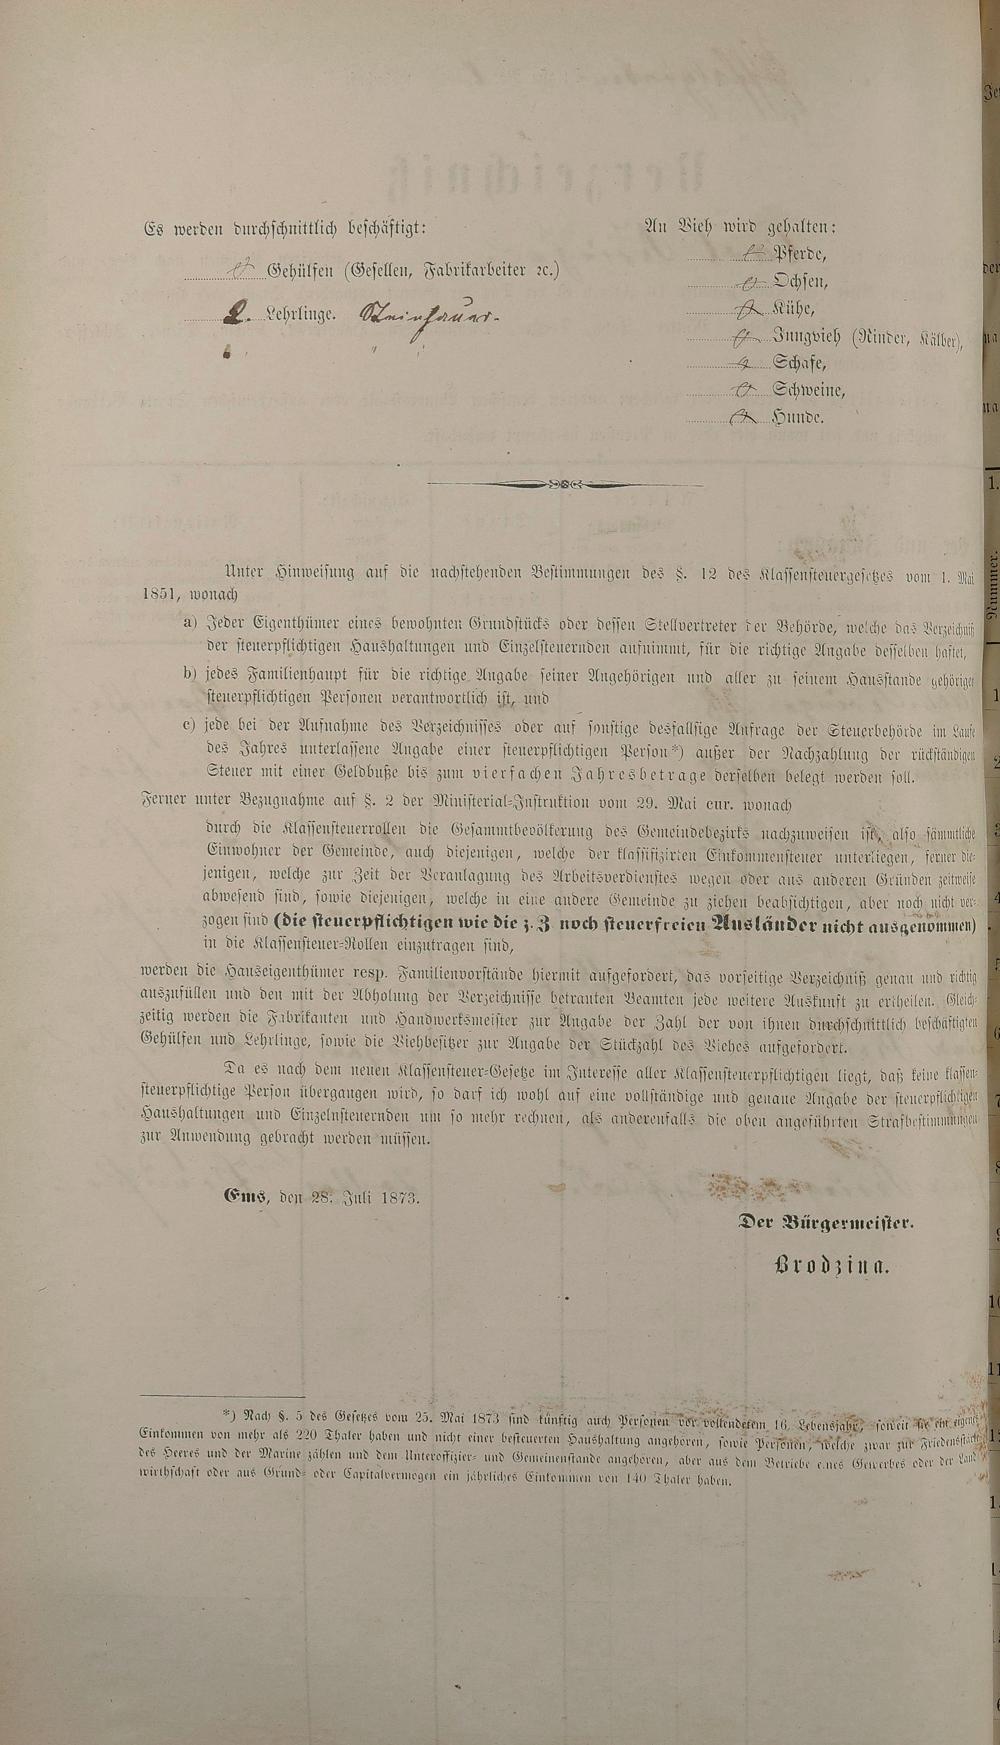 Es werden durchschnittlich beschäftigt:
ø Gehülfen (Gesellen, Fabrikarbeiter ꝛc.)
2. Lehrlinge. Steinhauer.
" "
An Vieh wird gehalten:
ø Pferde,
ø Ochsen,
ø Kühe,
ø Jungvieh (Rinder, Kälber),
ø Schafe,
ø Schweine,
ø Hunde.
Unter Hinweisung auf die nachstehenden Bestimmungen des §. 12 des Klassensteuergesetzes vom 1. Mai
1851, wonach
a) Jeder Eigenthümer eines bewohnten Grundstücks oder dessen Stellvertreter der Behörde, welche das Verzeichniß
der steuerpflichtigen Haushaltungen und Einzelsteuernden aufnimmt, für die richtige Angabe desselben haftet,
b) jedes Familienhaupt für die richtige Angabe seiner Angehörigen und aller zu seinem Hausstande gehörigen
steuerpflichtigen Personen verantwortlich ist, und
c) jede bei der Aufnahme des Verzeichnisses oder auf sonstige desfallsige Anfrage der Steuerbehörde im Laufe
des Jahres unterlassene Angabe einer steuerpflichtigen Person*) außer der Nachzahlung der rückständigen
Steuer mit einer Geldbuße bis zum vierfachen Jahresbetrage derselben belegt werden soll.
Ferner unter Bezugnahme auf §. 2 der Ministerial-Instruktion vom 29. Mai cur. wonach
durch die Klassensteuerrollen die Gesammtbevölkerung des Gemeindebezirks nachzuweisen ist, also sämmtliche
Einwohner der Gemeinde, auch diejenigen, welche der klassifizirten Einkommensteuer unterliegen, ferner die-
jenigen, welche zur Zeit der Veranlagung des Arbeitsverdienstes wegen oder aus anderen Gründen zeitweise
abwesend sind, sowie diejenigen, welche in eine andere Gemeinde zu ziehen beabsichtigen, aber noch nicht ver-
zogen sind (die steuerpflichtigen wie die z. Z. noch steuerfreien Ausländer nicht ausgenommen)
in die Klassensteuer-Rollen einzutragen sind,
werden die Hauseigenthümer resp. Familienvorstände hiermit aufgefordert, das vorseitige Verzeichniß genau und richtig
auszufüllen und den mit der Abholung der Verzeichnisse betrauten Beamten jede weitere Auskunft zu ertheilen. Gleich-
zeitig werden die Fabrikanten und Handwerksmeister zur Angabe der Zahl der von ihnen durchschnittlich beschäftigten
Gehülfen und Lehrlinge, sowie die Viehbesitzer zur Angabe der Stückzahl des Viehes aufgefordert.
Da es nach dem neuen Klassensteuer-Gesetze im Interesse aller Klassensteuerpflichtigen liegt, daß keine klassen-
steuerpflichtige Person übergangen wird, so darf ich wohl auf eine vollständige und genaue Angabe der steuerpflichtigen
Haushaltungen und Einzelnsteuernden um so mehr rechnen, als anderenfalls die oben angeführten Strafbestimmungen
zur Anwendung gebracht werden müssen.
Ems, den 28. Juli 1873.
Der Bürgermeister.
Brodzina.
*) Nach §. 5 des Gesetzes vom 25. Mai 1873 sind künftig auch Personen vor vollendetem 16. Lebensjahr, soweit sie ein eigenes
Einkommen von mehr als 220 Thaler haben und nicht einer besteuerten Haushaltung angehören, sowie Personen, welche zwar zur Friedensstärke
des Heeres und der Marine zählen und dem Unteroffizier- und Gemeinenstande angehören, aber aus dem Betriebe eines Gewerbes oder der Land-
wirthschaft oder aus Grund- oder Capitalvermögen ein jährliches Einkommen von 140 Thaler haben.